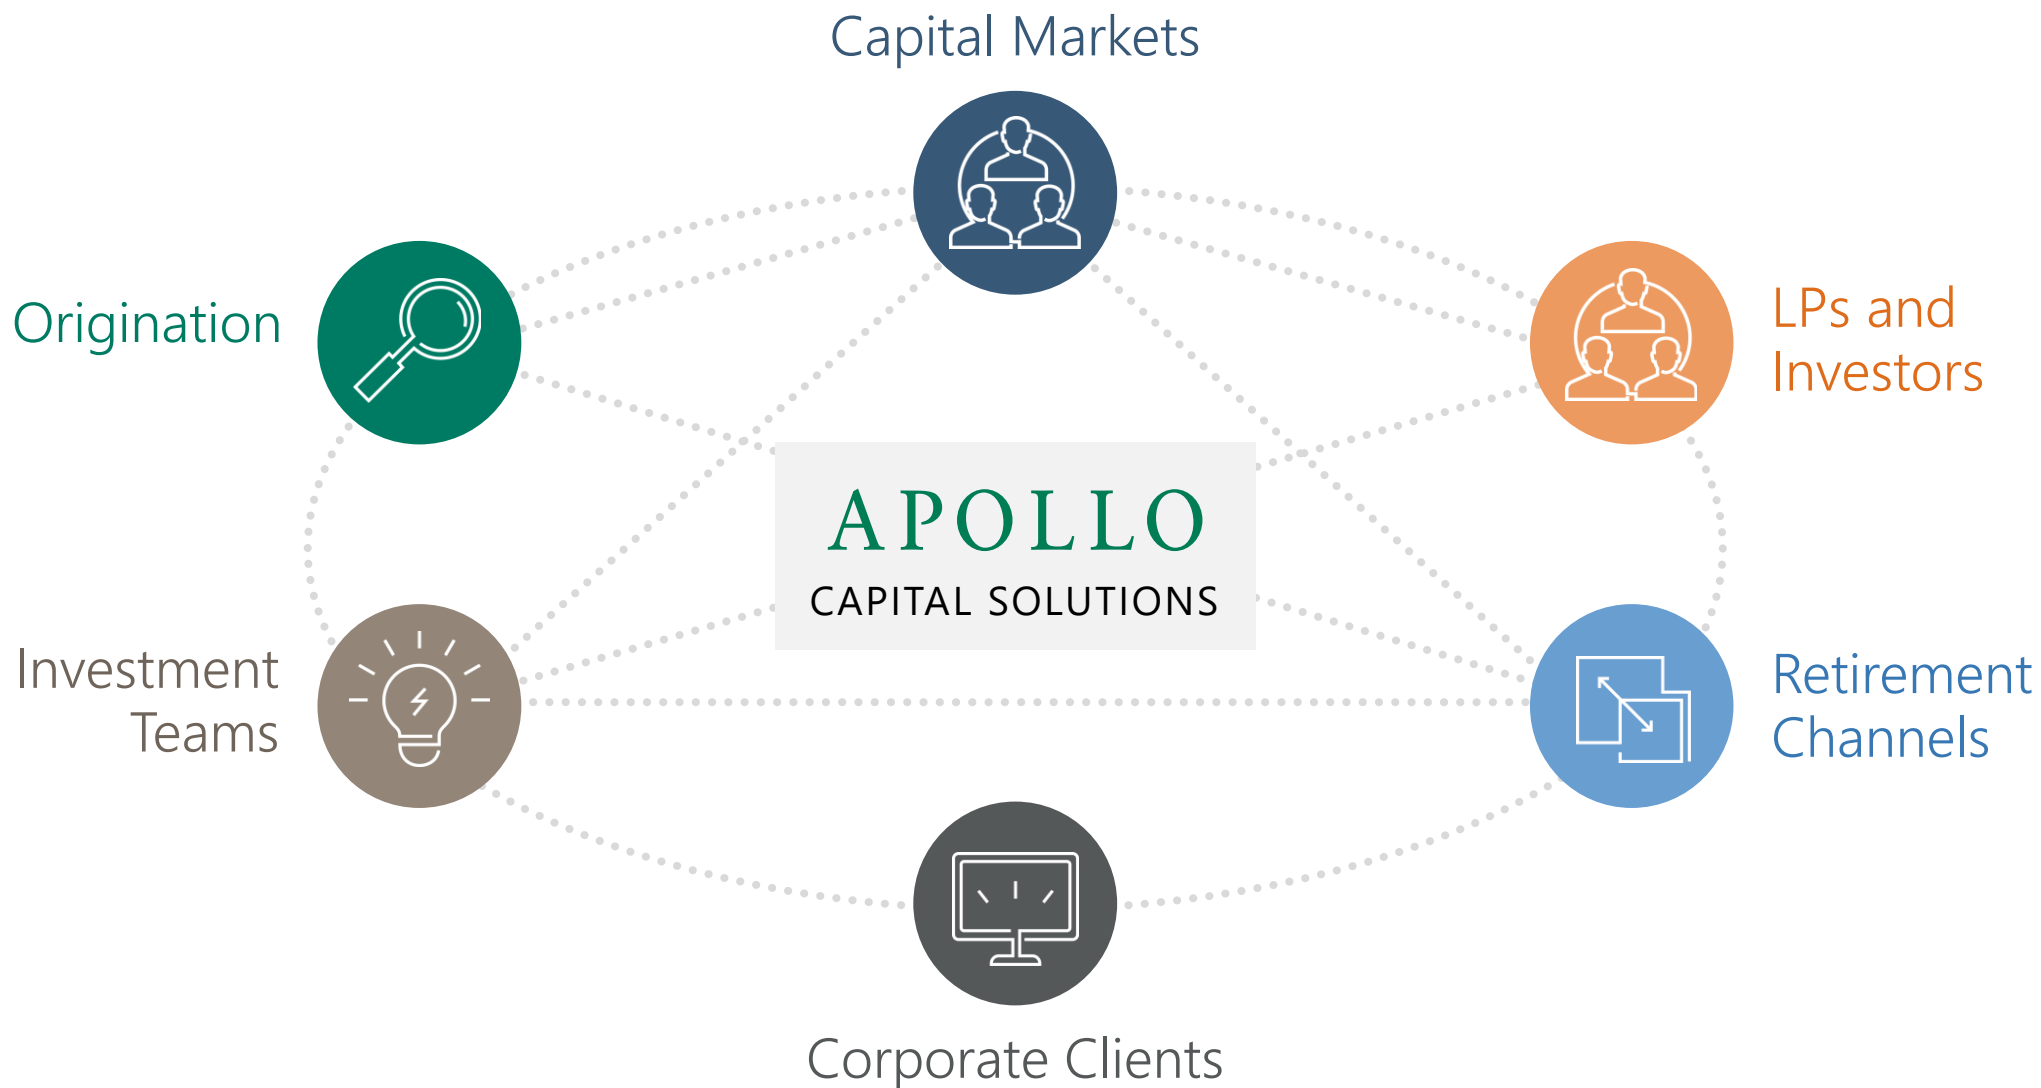 Capital Markets
Origination
LPs and
Investors
APOLLO
CAPITAL SOLUTIONS
Investment
Teams
Retirement
Channels
Corporate Clients